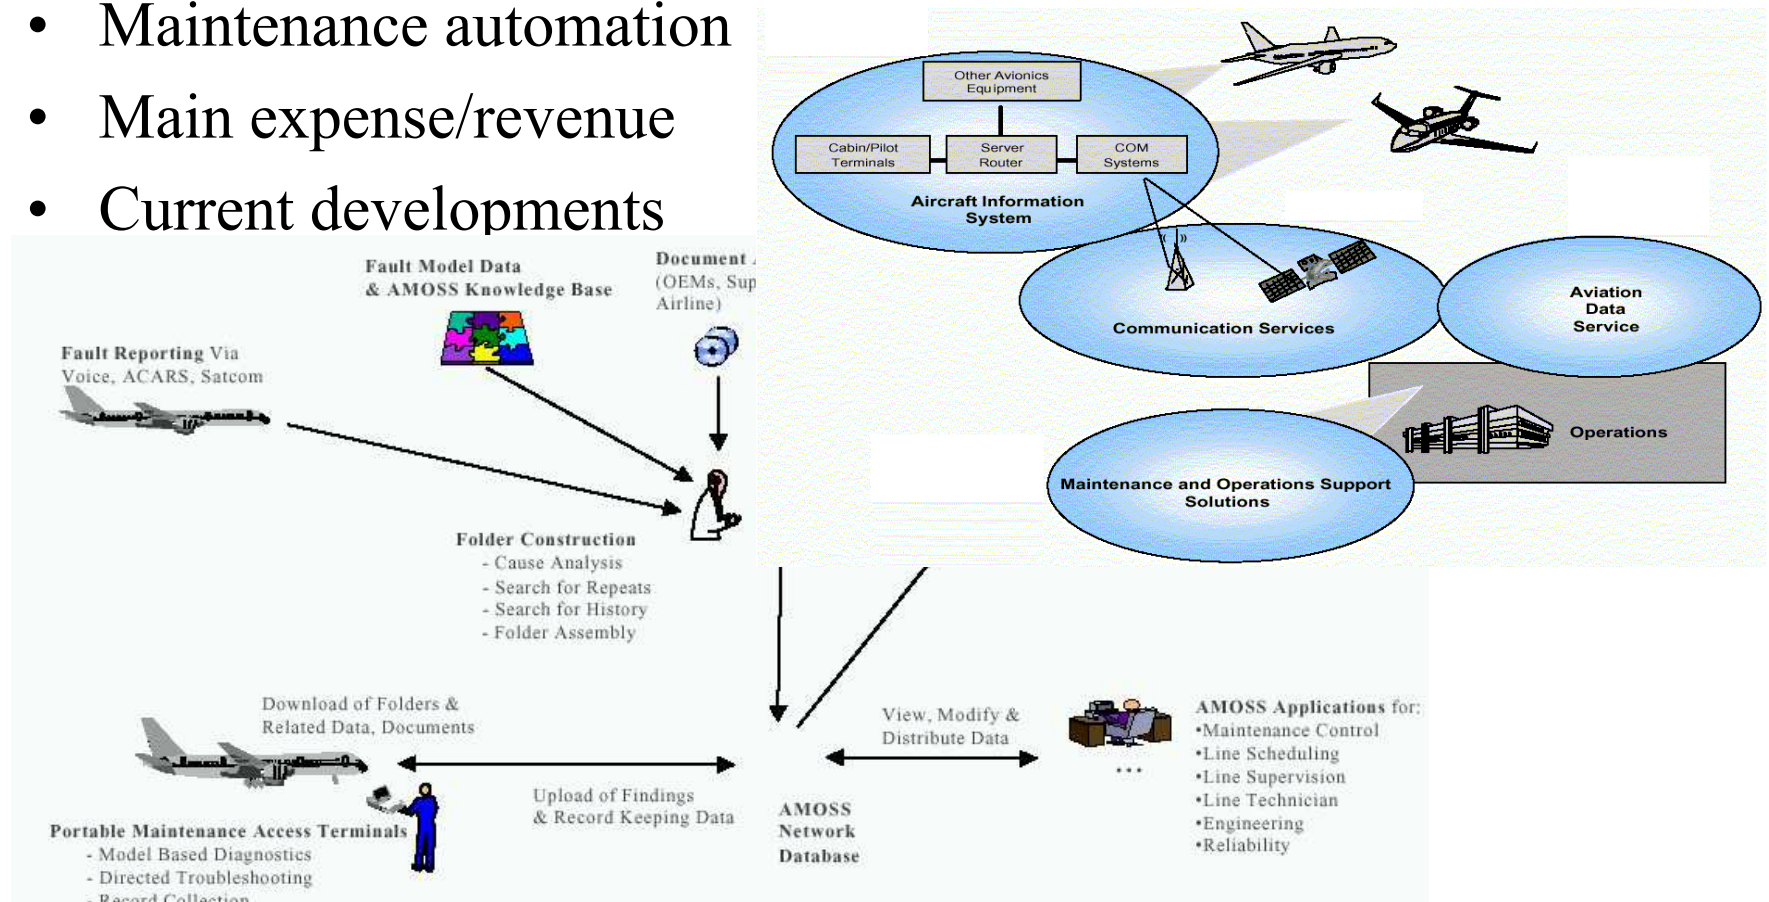 • Maintenance automation
• Main expense/revenue
• Current developments
Other Avionics
Equipment
Cabin/Pilot
Terminals
Server
Router
COM
Systems
Aircraft Information
System
Communication Services
Aviation
Data
Service
Operations
Maintenance and Operations Support
Solutions
Fault Model Data
& AMOSS Knowledge Base
Document
(OEMs, Sup
Airline)
Fault Reporting Via
Voice, ACARS, Satcom
Folder Construction
- Cause Analysis
- Search for Repeats
- Search for History
- Folder Assembly
Download of Folders &
Related Data, Documents
Upload of Findings
& Record Keeping Data
View, Modify &
Distribute Data
...
AMOSS
Network
Database
AMOSS Applications for:
•Maintenance Control
•Line Scheduling
•Line Supervision
•Line Technician
•Engineering
•Reliability
Portable Maintenance Access Terminals
- Model Based Diagnostics
- Directed Troubleshooting
- Record Collection